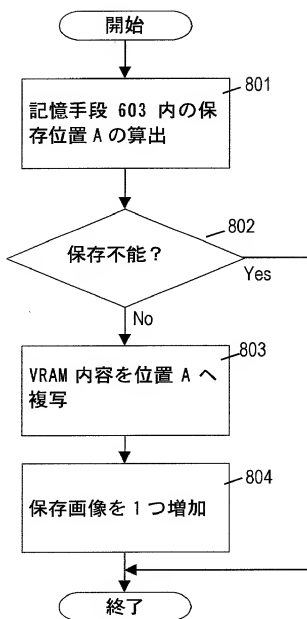 開始
801
記憶手段 603 内の保
存位置 A の算出
802
保存不能？
Yes
No
803
VRAM 内容を位置 A へ
複写
804
保存画像を 1 つ増加
終了